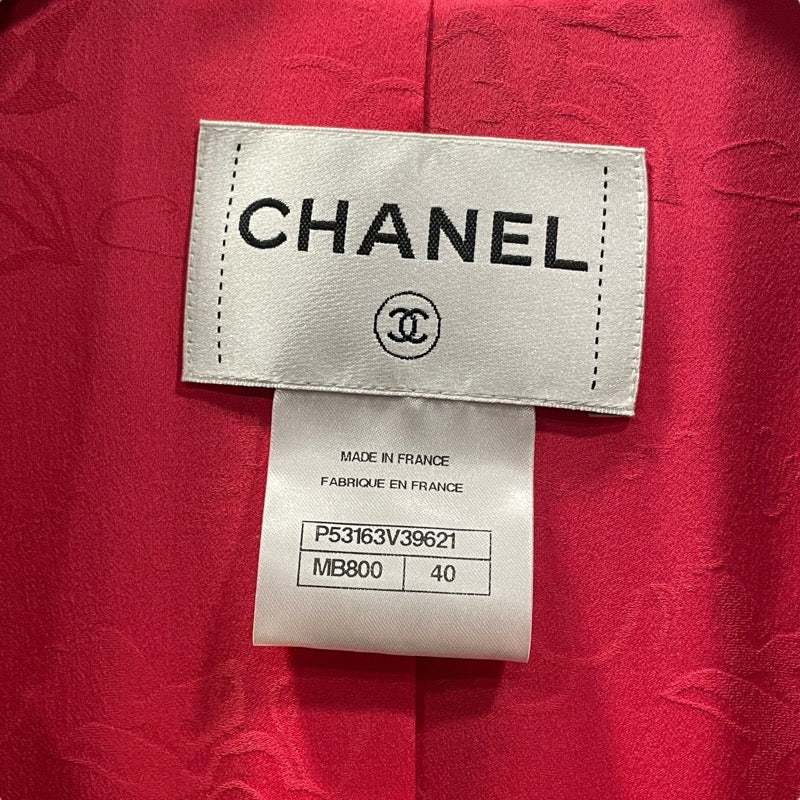 CHANEL
MADE IN FRANCE
FABRIQUE EN FRANCE
P53163V39621
MB800 40